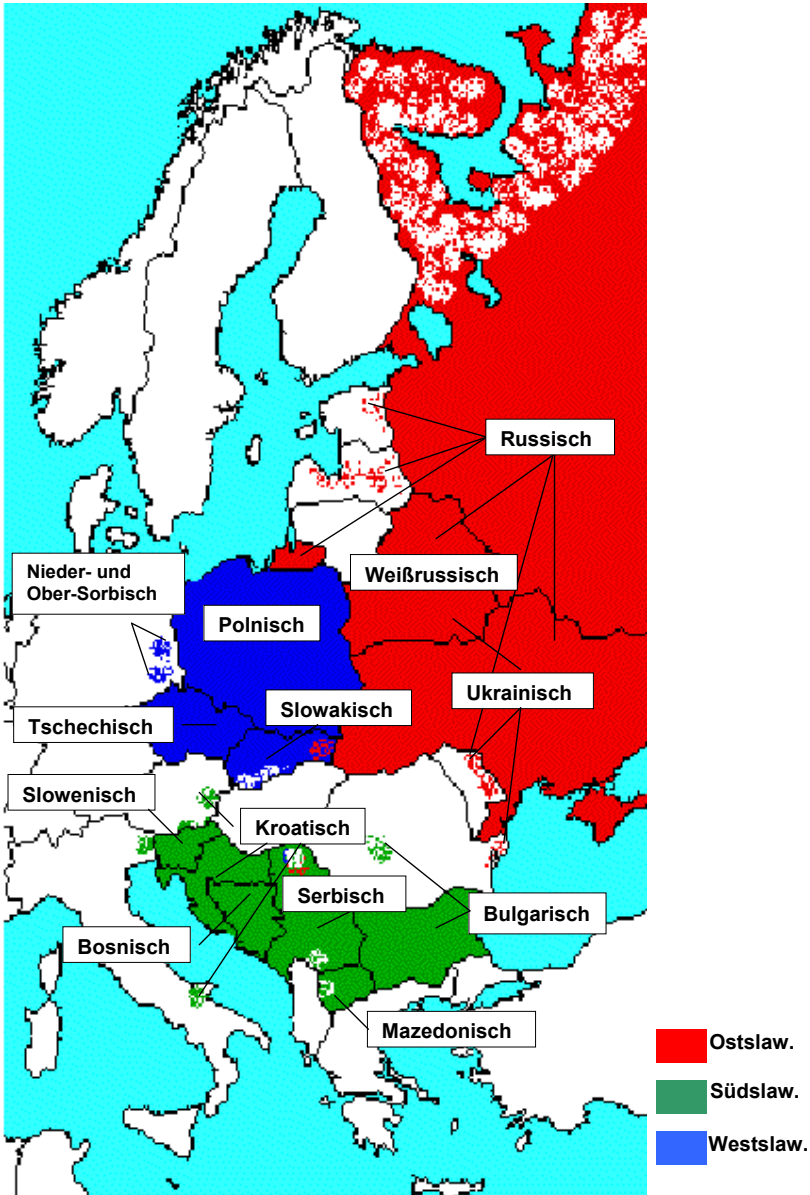 Russisch
Weißrussisch
Nieder- und
Ober-Sorbisch
Polnisch
Ukrainisch
Slowakisch
Tschechisch
Slowenisch
Kroatisch
Serbisch
Bulgarisch
Bosnisch
Mazedonisch
Ostslaw.
Südslaw.
Westslaw.